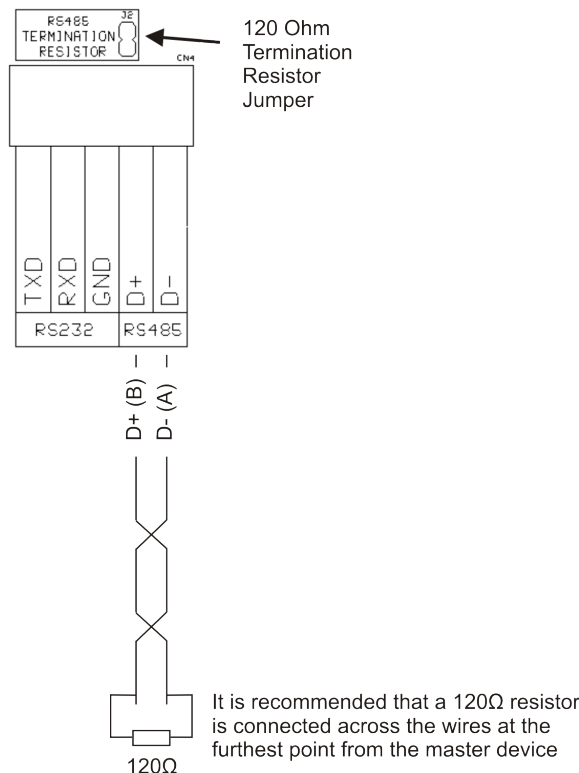 RS485
TERMINATION
RESISTOR
J2
120 Ohm
Termination
Resistor
Jumper
CN4
TXD
RXD
GND
D+
D-
RS232
RS485
D+ (B) –
D- (A) –
It is recommended that a 120Ω resistor
is connected across the wires at the
furthest point from the master device
120Ω